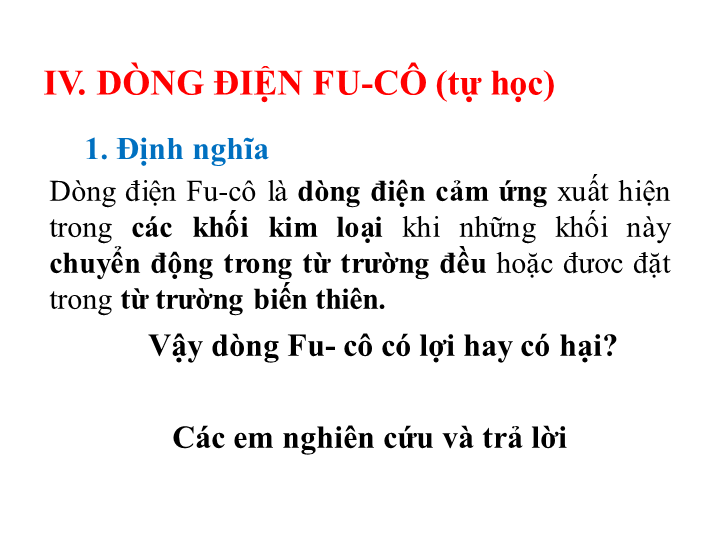 IV. DÒNG ĐIỆN FU-CÔ (tự học)
1. Định nghĩa
Dòng điện Fu-cô là dòng điện cảm ứng xuất hiện
trong các khối kim loại khi những khối này
chuyển động trong từ trường đều hoặc đươc đặt
trong từ trường biến thiên.
Vậy dòng Fu- cô có lợi hay có hại?
Các em nghiên cứu và trả lời